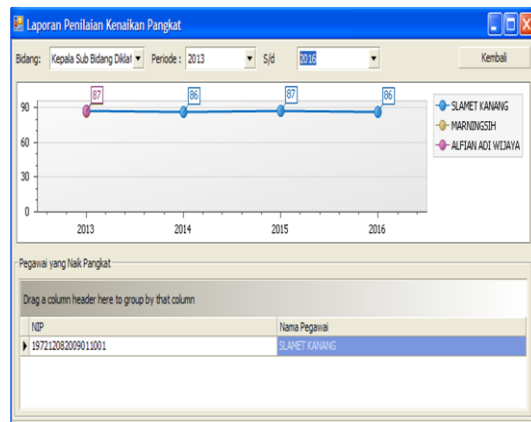 Laporan Penilaian Kenaikan Pangkat
Bidang: Kepala Sub Bidang Diklat Periode : 2013 S/d 2016 Kembali
87 86 87 86
90
60
30
0
2013 2014 2015 2016
SLAMET KANANG
MARNINGSIH
ALFIAN ADI WIJAYA
Pegawai yang Naik Pangkat
Drag a column header here to group by that column
NIP Nama Pegawai
197212082009011001 SLAMET KANANG